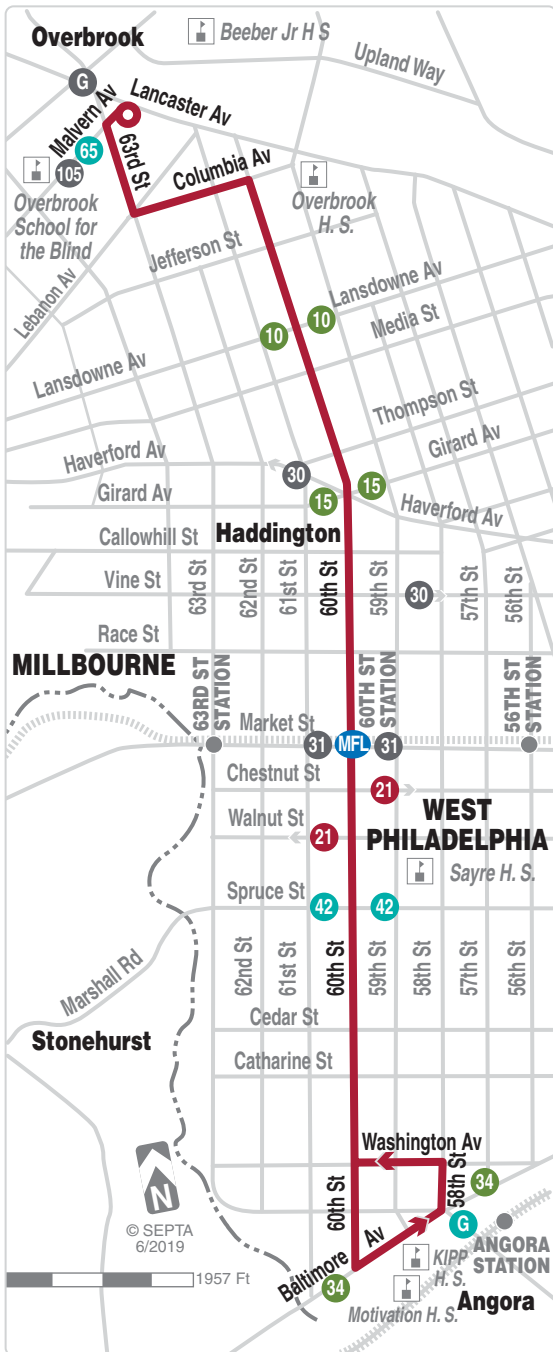 Overbrook
Beeber Jr H S
Upland Way
G
Malvern Av
Lancaster Av
65
105
63rd St
Columbia Av
Overbrook
School for
the Blind
Overbrook
H. S.
Jefferson St
Lebanon Av
Lansdowne Av
10
10
Media St
Lansdowne Av
Thompson St
Haverford Av
Girard Av
30
15
15
Girard Av
Haverford Av
Callowhill St
Haddington
Vine St
63rd St
62nd St
61st St
60th St
59th St
30
57th St
56th St
Race St
MILLBOURNE
63RD ST
STATION
60TH ST
STATION
56TH ST
STATION
Market St
31
MFL
31
Chestnut St
21
Walnut St
21
WEST
PHILADELPHIA
Sayre H. S.
Spruce St
42
42
62nd St
61st St
60th St
59th St
58th St
57th St
56th St
Marshall Rd
Cedar St
Stonehurst
Catharine St
Washington Av
58th St
34
60th St
N
© SEPTA
6/2019
G
ANGORA
STATION
Baltimore Av
KIPP
H. S.
1957 Ft
34
Motivation H. S.
Angora